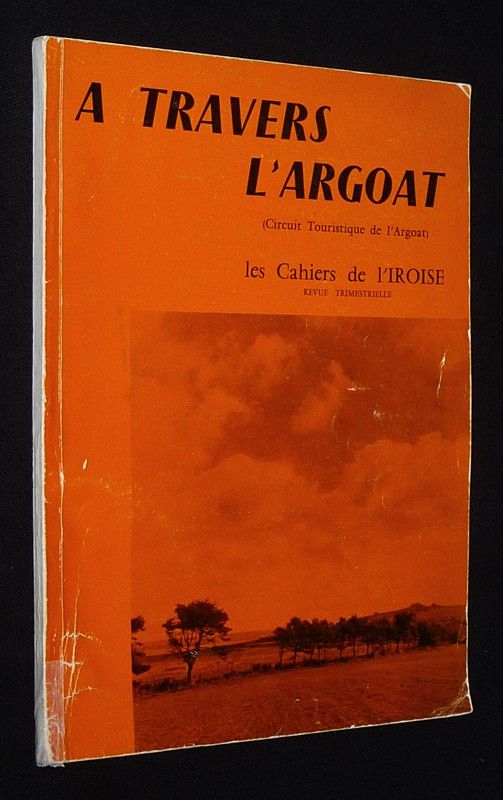 A TRAVERS
L'ARGOAT
(Circuit Touristique de l'Argoat)
les Cahiers de l'IROISE
REVUE TRIMESTRIELLE